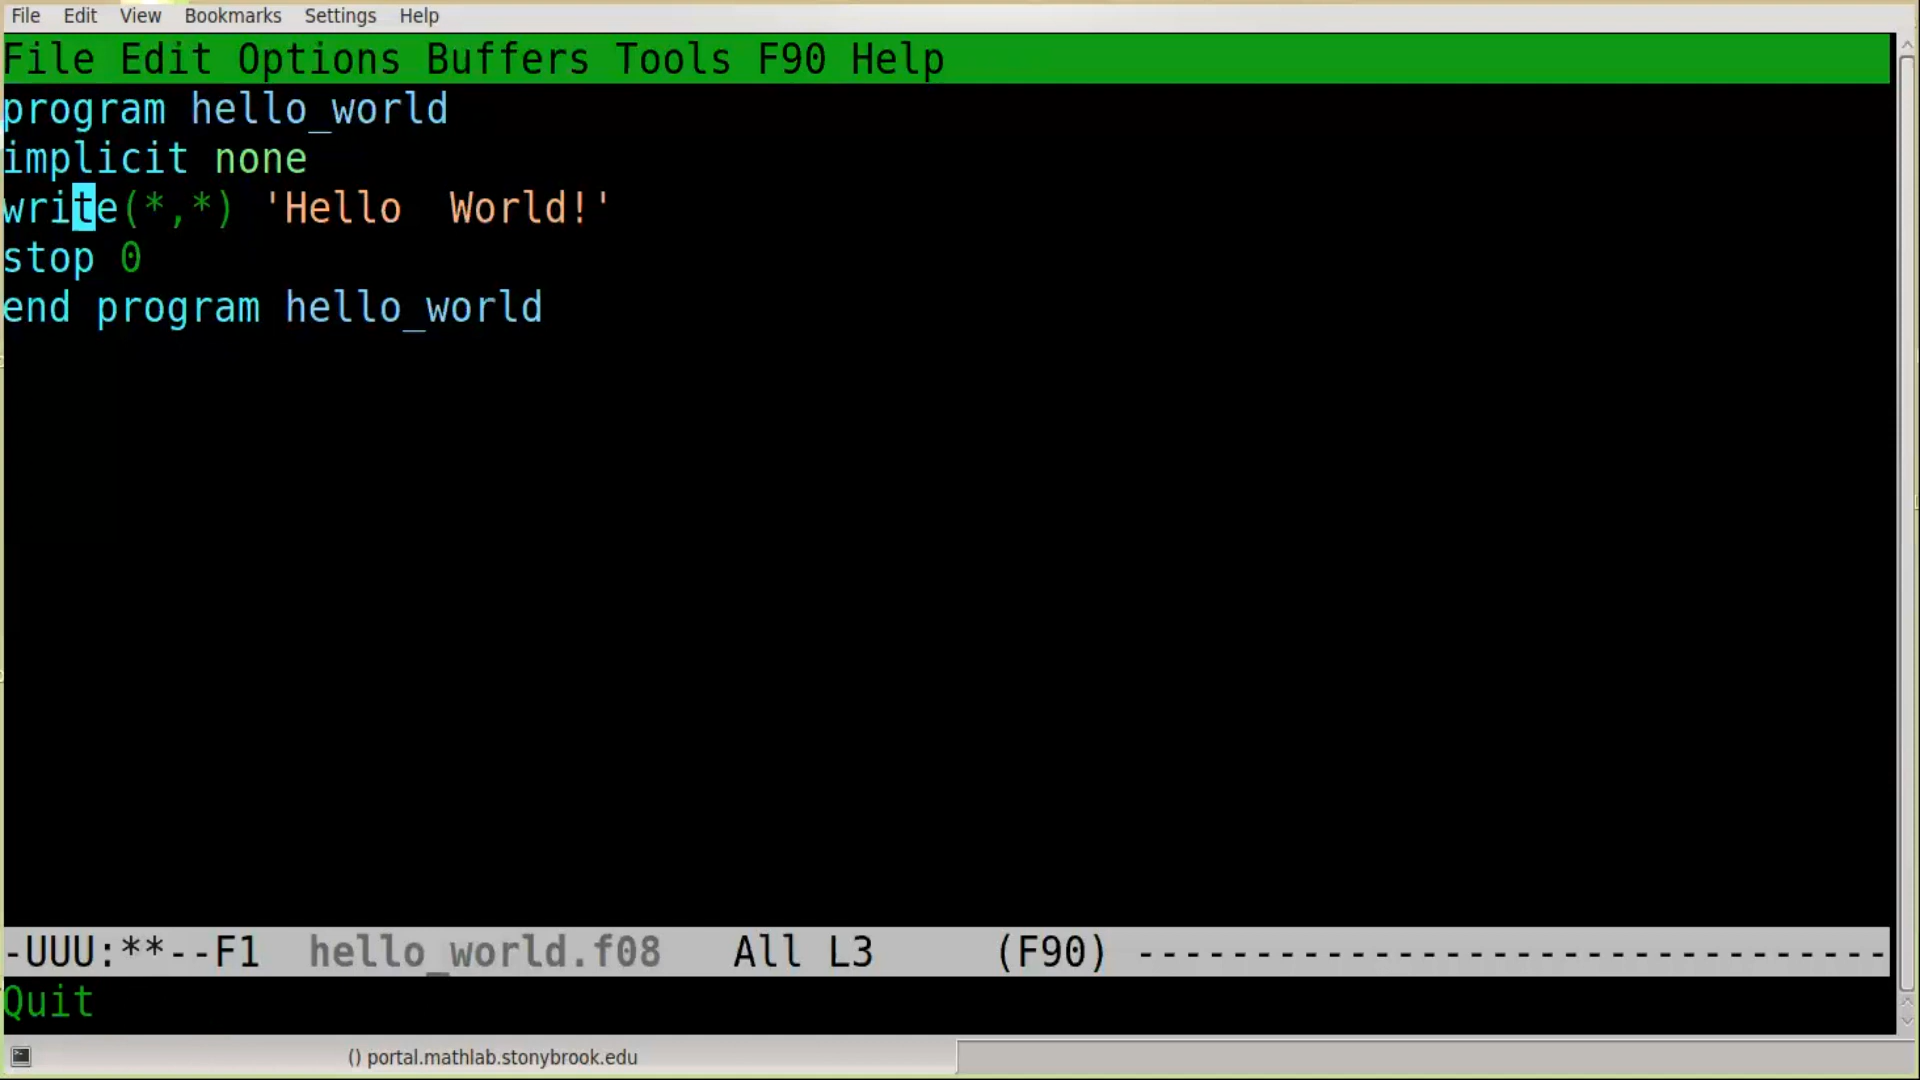 File Edit View Bookmarks Settings Help
File Edit Options Buffers Tools F90 Help
program hello_world
implicit none
write(*,*) 'Hello  World!'
stop 0
end program hello_world
-UUU:**--F1  hello_world.f08   All L3     (F90) --------------------------------
Quit
() portal.mathlab.stonybrook.edu